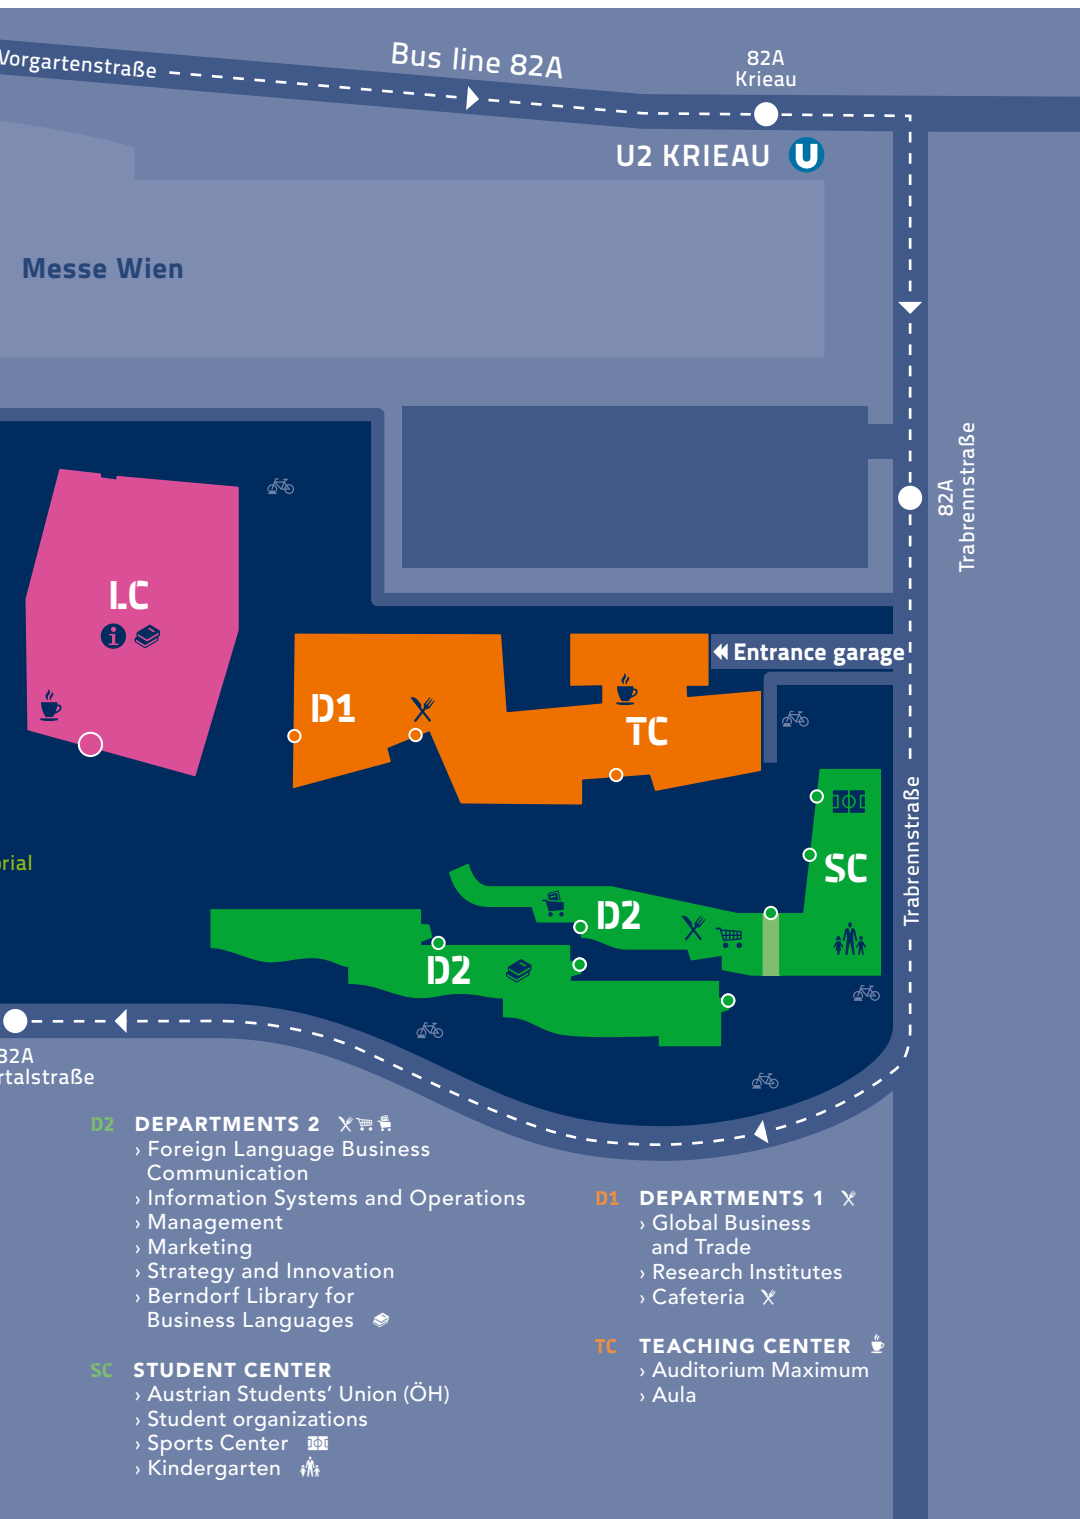 Vorgartenstraße
Bus line 82A
82A
Krieau
U2 KRIEAU U
Messe Wien
82A
Trabrennstraße
LC
D1
TC
Entrance garage
Trabrennstraße
SC
D2
D2
82A
D2 DEPARTMENTS 2
› Foreign Language Business
Communication
› Information Systems and Operations
› Management
› Marketing
› Strategy and Innovation
› Berndorf Library for
Business Languages
SC STUDENT CENTER
› Austrian Students’ Union (ÖH)
› Student organizations
› Sports Center
› Kindergarten
D1 DEPARTMENTS 1
› Global Business
and Trade
› Research Institutes
› Cafeteria
TC TEACHING CENTER
› Auditorium Maximum
› Aula